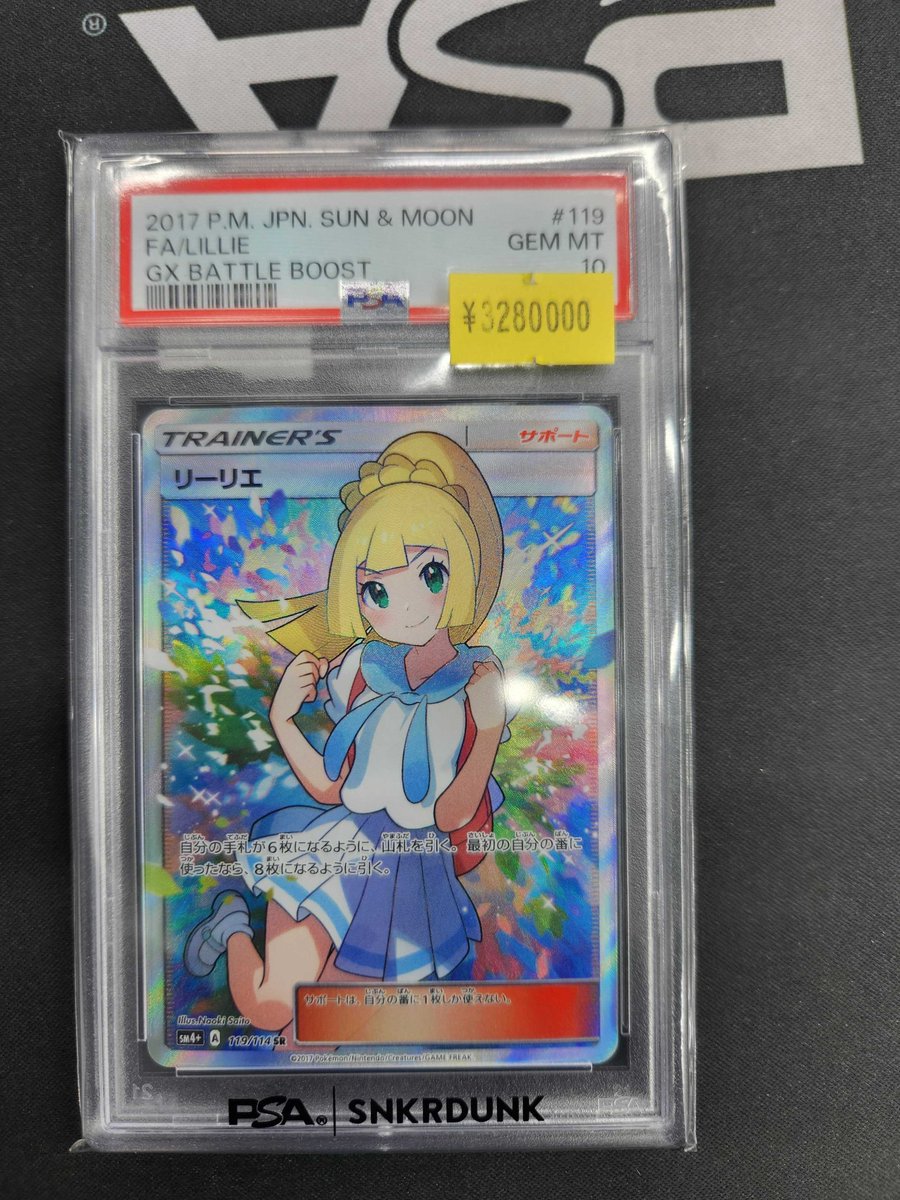 PSA
®
2017 P.M. JPN. SUN & MOON #119
FA/LILLIE GEM MT
GX BATTLE BOOST 10
PSA
¥3280000
TRAINER'S サポート
リーリエ
自分の手札が6枚になるように、山札を引く。最初の自分の番に
使ったなら、8枚になるように引く。
サポートは、自分の番に1枚しか使えない。
Illus. Naoki Saito
SM4+ A 119/114 SR
©2017 Pokémon/Nintendo/Creatures/GAME FREAK
PSA® | SNKRDUNK